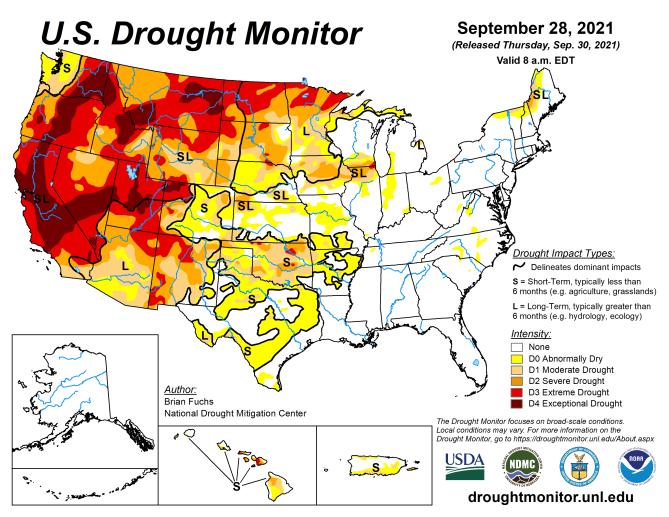 U.S. Drought Monitor
September 28, 2021
(Released Thursday, Sep. 30, 2021)
Valid 8 a.m. EDT
S
SL
L
L
SL
SL
SL
S
SL
SL
L
S
S
L
S
Drought Impact Types:
Delineates dominant impacts
S = Short-Term, typically less than
6 months (e.g. agriculture, grasslands)
L = Long-Term, typically greater than
6 months (e.g. hydrology, ecology)
Intensity:
None
D0 Abnormally Dry
D1 Moderate Drought
D2 Severe Drought
D3 Extreme Drought
D4 Exceptional Drought
Author:
Brian Fuchs
National Drought Mitigation Center
S
S
The Drought Monitor focuses on broad-scale conditions.
Local conditions may vary. For more information on the
Drought Monitor, go to https://droughtmonitor.unl.edu/About.aspx
USDA
NDMC
NOAA
droughtmonitor.unl.edu